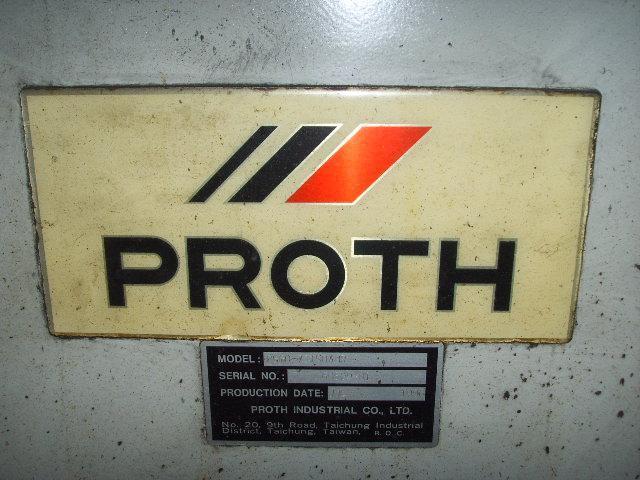 PROTH
MODEL:
SERIAL NO.:
PRODUCTION DATE:
PROTH INDUSTRIAL CO., LTD.
No. 20, 9th Road, Taichung Industrial
District, Taichung, Taiwan, R.O.C.